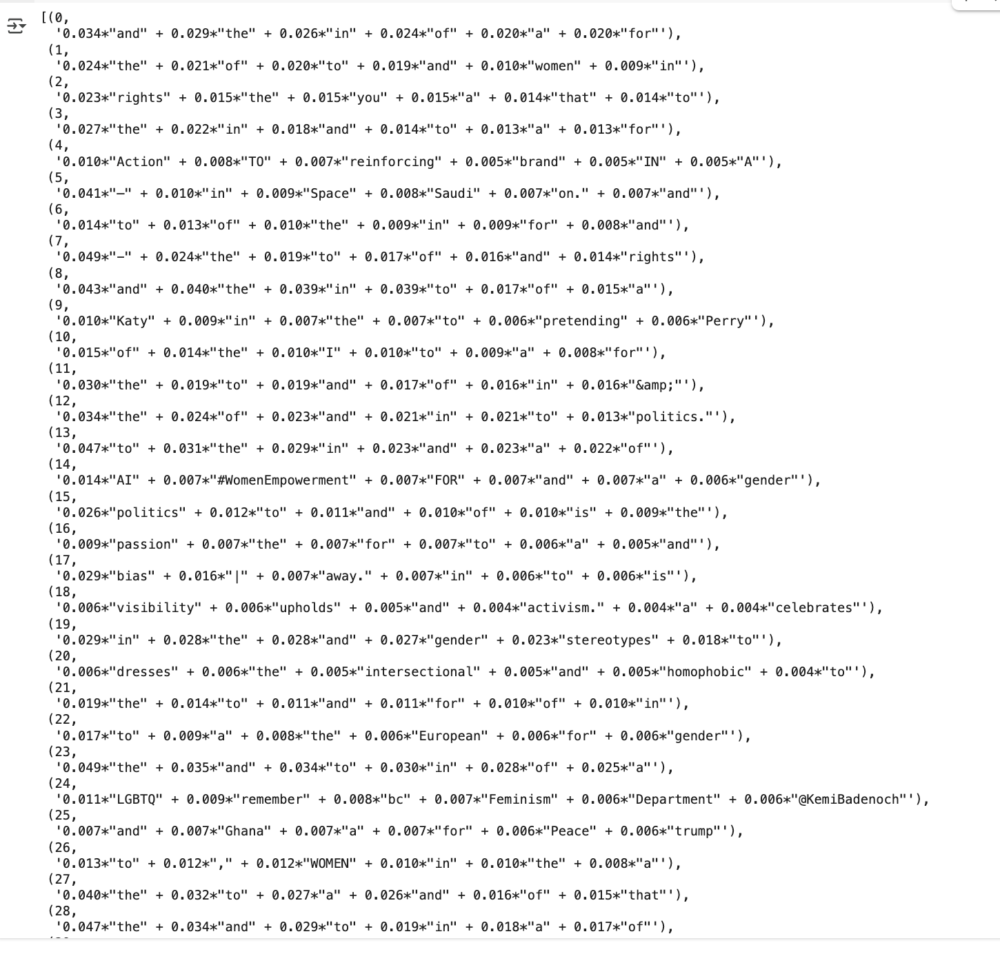 [(0,
'0.034*"and" + 0.029*"the" + 0.026*"in" + 0.024*"of" + 0.020*"a" + 0.020*"for"'),
(1,
'0.024*"the" + 0.021*"of" + 0.020*"to" + 0.019*"and" + 0.010*"women" + 0.009*"in"'),
(2,
'0.023*"rights" + 0.015*"the" + 0.015*"you" + 0.015*"a" + 0.014*"that" + 0.014*"to"'),
(3,
'0.027*"the" + 0.022*"in" + 0.018*"and" + 0.014*"to" + 0.013*"a" + 0.013*"for"'),
(4,
'0.010*"Action" + 0.008*"TO" + 0.007*"reinforcing" + 0.005*"brand" + 0.005*"IN" + 0.005*"A"'),
(5,
'0.041*"—" + 0.010*"in" + 0.009*"Space" + 0.008*"Saudi" + 0.007*"on." + 0.007*"and"'),
(6,
'0.014*"to" + 0.013*"of" + 0.010*"the" + 0.009*"in" + 0.009*"for" + 0.008*"and"'),
(7,
'0.049*"–" + 0.024*"the" + 0.019*"to" + 0.017*"of" + 0.016*"and" + 0.014*"rights"'),
(8,
'0.043*"and" + 0.040*"the" + 0.039*"in" + 0.039*"to" + 0.017*"of" + 0.015*"a"'),
(9,
'0.010*"Katy" + 0.009*"in" + 0.007*"the" + 0.007*"to" + 0.006*"pretending" + 0.006*"Perry"'),
(10,
'0.015*"of" + 0.014*"the" + 0.010*"I" + 0.010*"to" + 0.009*"a" + 0.008*"for"'),
(11,
'0.030*"the" + 0.019*"to" + 0.019*"and" + 0.017*"of" + 0.016*"in" + 0.016*"&amp;"'),
(12,
'0.034*"the" + 0.024*"of" + 0.023*"and" + 0.021*"in" + 0.021*"to" + 0.013*"politics."'),
(13,
'0.047*"to" + 0.031*"the" + 0.029*"in" + 0.023*"and" + 0.023*"a" + 0.022*"of"'),
(14,
'0.014*"AI" + 0.007*"#WomenEmpowerment" + 0.007*"FOR" + 0.007*"and" + 0.007*"a" + 0.006*"gender"'),
(15,
'0.026*"politics" + 0.012*"to" + 0.011*"and" + 0.010*"of" + 0.010*"is" + 0.009*"the"'),
(16,
'0.009*"passion" + 0.007*"the" + 0.007*"for" + 0.007*"to" + 0.006*"a" + 0.005*"and"'),
(17,
'0.029*"bias" + 0.016*"|" + 0.007*"away." + 0.007*"in" + 0.006*"to" + 0.006*"is"'),
(18,
'0.006*"visibility" + 0.006*"upholds" + 0.005*"and" + 0.004*"activism." + 0.004*"a" + 0.004*"celebrates"'),
(19,
'0.029*"in" + 0.028*"the" + 0.028*"and" + 0.027*"gender" + 0.023*"stereotypes" + 0.018*"to"'),
(20,
'0.006*"dresses" + 0.006*"the" + 0.005*"intersectional" + 0.005*"and" + 0.005*"homophobic" + 0.004*"to"'),
(21,
'0.019*"the" + 0.014*"to" + 0.011*"and" + 0.011*"for" + 0.010*"of" + 0.010*"in"'),
(22,
'0.017*"to" + 0.009*"a" + 0.008*"the" + 0.006*"European" + 0.006*"for" + 0.006*"gender"'),
(23,
'0.049*"the" + 0.035*"and" + 0.034*"to" + 0.030*"in" + 0.028*"of" + 0.025*"a"'),
(24,
'0.011*"LGBTQ" + 0.009*"remember" + 0.008*"bc" + 0.007*"Feminism" + 0.006*"Department" + 0.006*"@KemiBadenoch"'),
(25,
'0.007*"and" + 0.007*"Ghana" + 0.007*"a" + 0.007*"for" + 0.006*"Peace" + 0.006*"trump"'),
(26,
'0.013*"to" + 0.012*"," + 0.012*"WOMEN" + 0.010*"in" + 0.010*"the" + 0.008*"a"'),
(27,
'0.040*"the" + 0.032*"to" + 0.027*"a" + 0.026*"and" + 0.016*"of" + 0.015*"that"'),
(28,
'0.047*"the" + 0.034*"and" + 0.029*"to" + 0.019*"in" + 0.018*"a" + 0.017*"of"'),